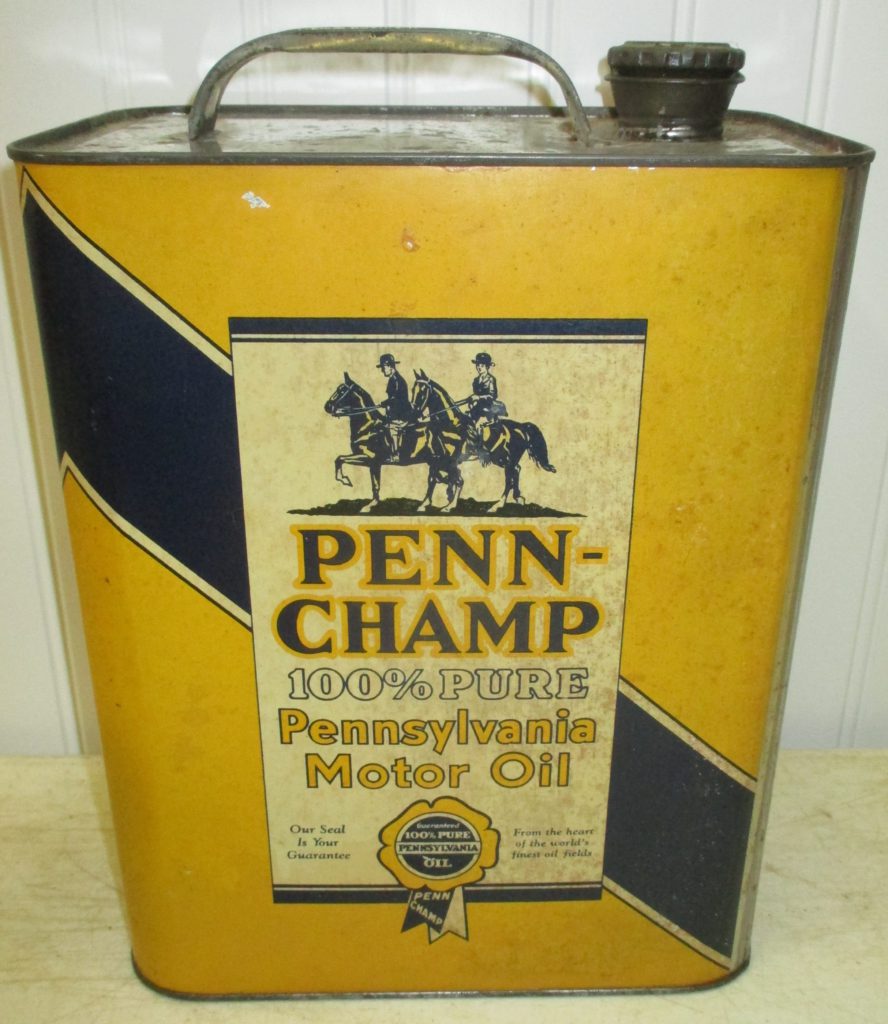 PENN-
CHAMP
100% PURE
Pennsylvania
Motor Oil
Our Seal
Is Your
Guarantee
Guaranteed
100% PURE
PENNSYLVANIA
OIL
PENN
CHAMP
From the heart
of the world's
finest oil fields